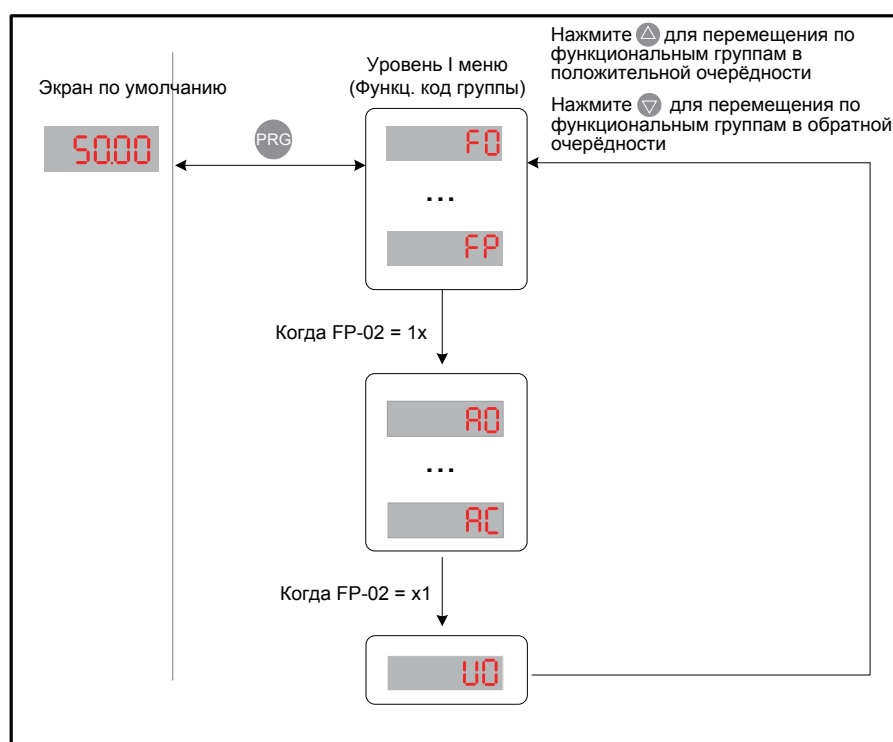 Нажмите для перемещения по
функциональным группам в
положительной очерёдности
Нажмите для перемещения по
функциональным группам в обратной
очерёдности
Уровень I меню
(Функц. код группы)
Экран по умолчанию
50.00
PRG
F0
...
FP
Когда FP-02 = 1x
A0
...
AC
Когда FP-02 = x1
U0